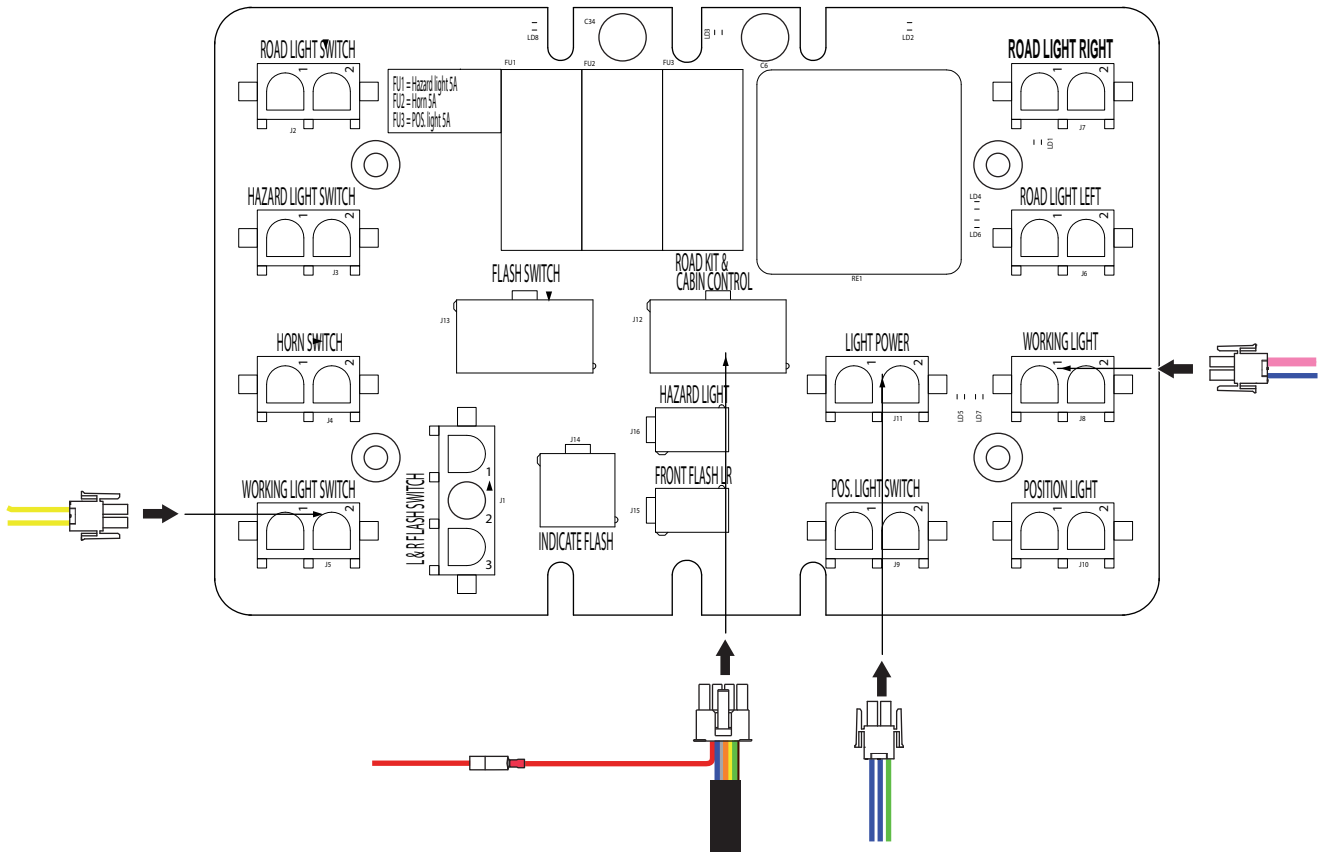 C34
LD8
LD3
LD2
ROAD LIGHT SWITCH
1
2
J2
FU1
FU2
FU3
C6
FU1 = Hazard light 5A
FU2 = Horn 5A
FU3 = POS. light 5A
ROAD LIGHT RIGHT
1
2
J7
LD1
HAZARD LIGHT SWITCH
1
2
J3
LD4
LD6
ROAD LIGHT LEFT
1
2
J6
FLASH SWITCH
J13
ROAD KIT &
CABIN CONTROL
J12
RE1
HORN SWITCH
1
2
J4
LIGHT POWER
1
2
J11
LD5
LD7
WORKING LIGHT
1
2
J8
HAZARD LIGHT
J16
L & R FLASH SWITCH
1
2
3
J1
J14
INDICATE FLASH
FRONT FLASH LR
J15
WORKING LIGHT SWITCH
1
2
J5
POS. LIGHT SWITCH
1
2
J9
POSITION LIGHT
1
2
J10